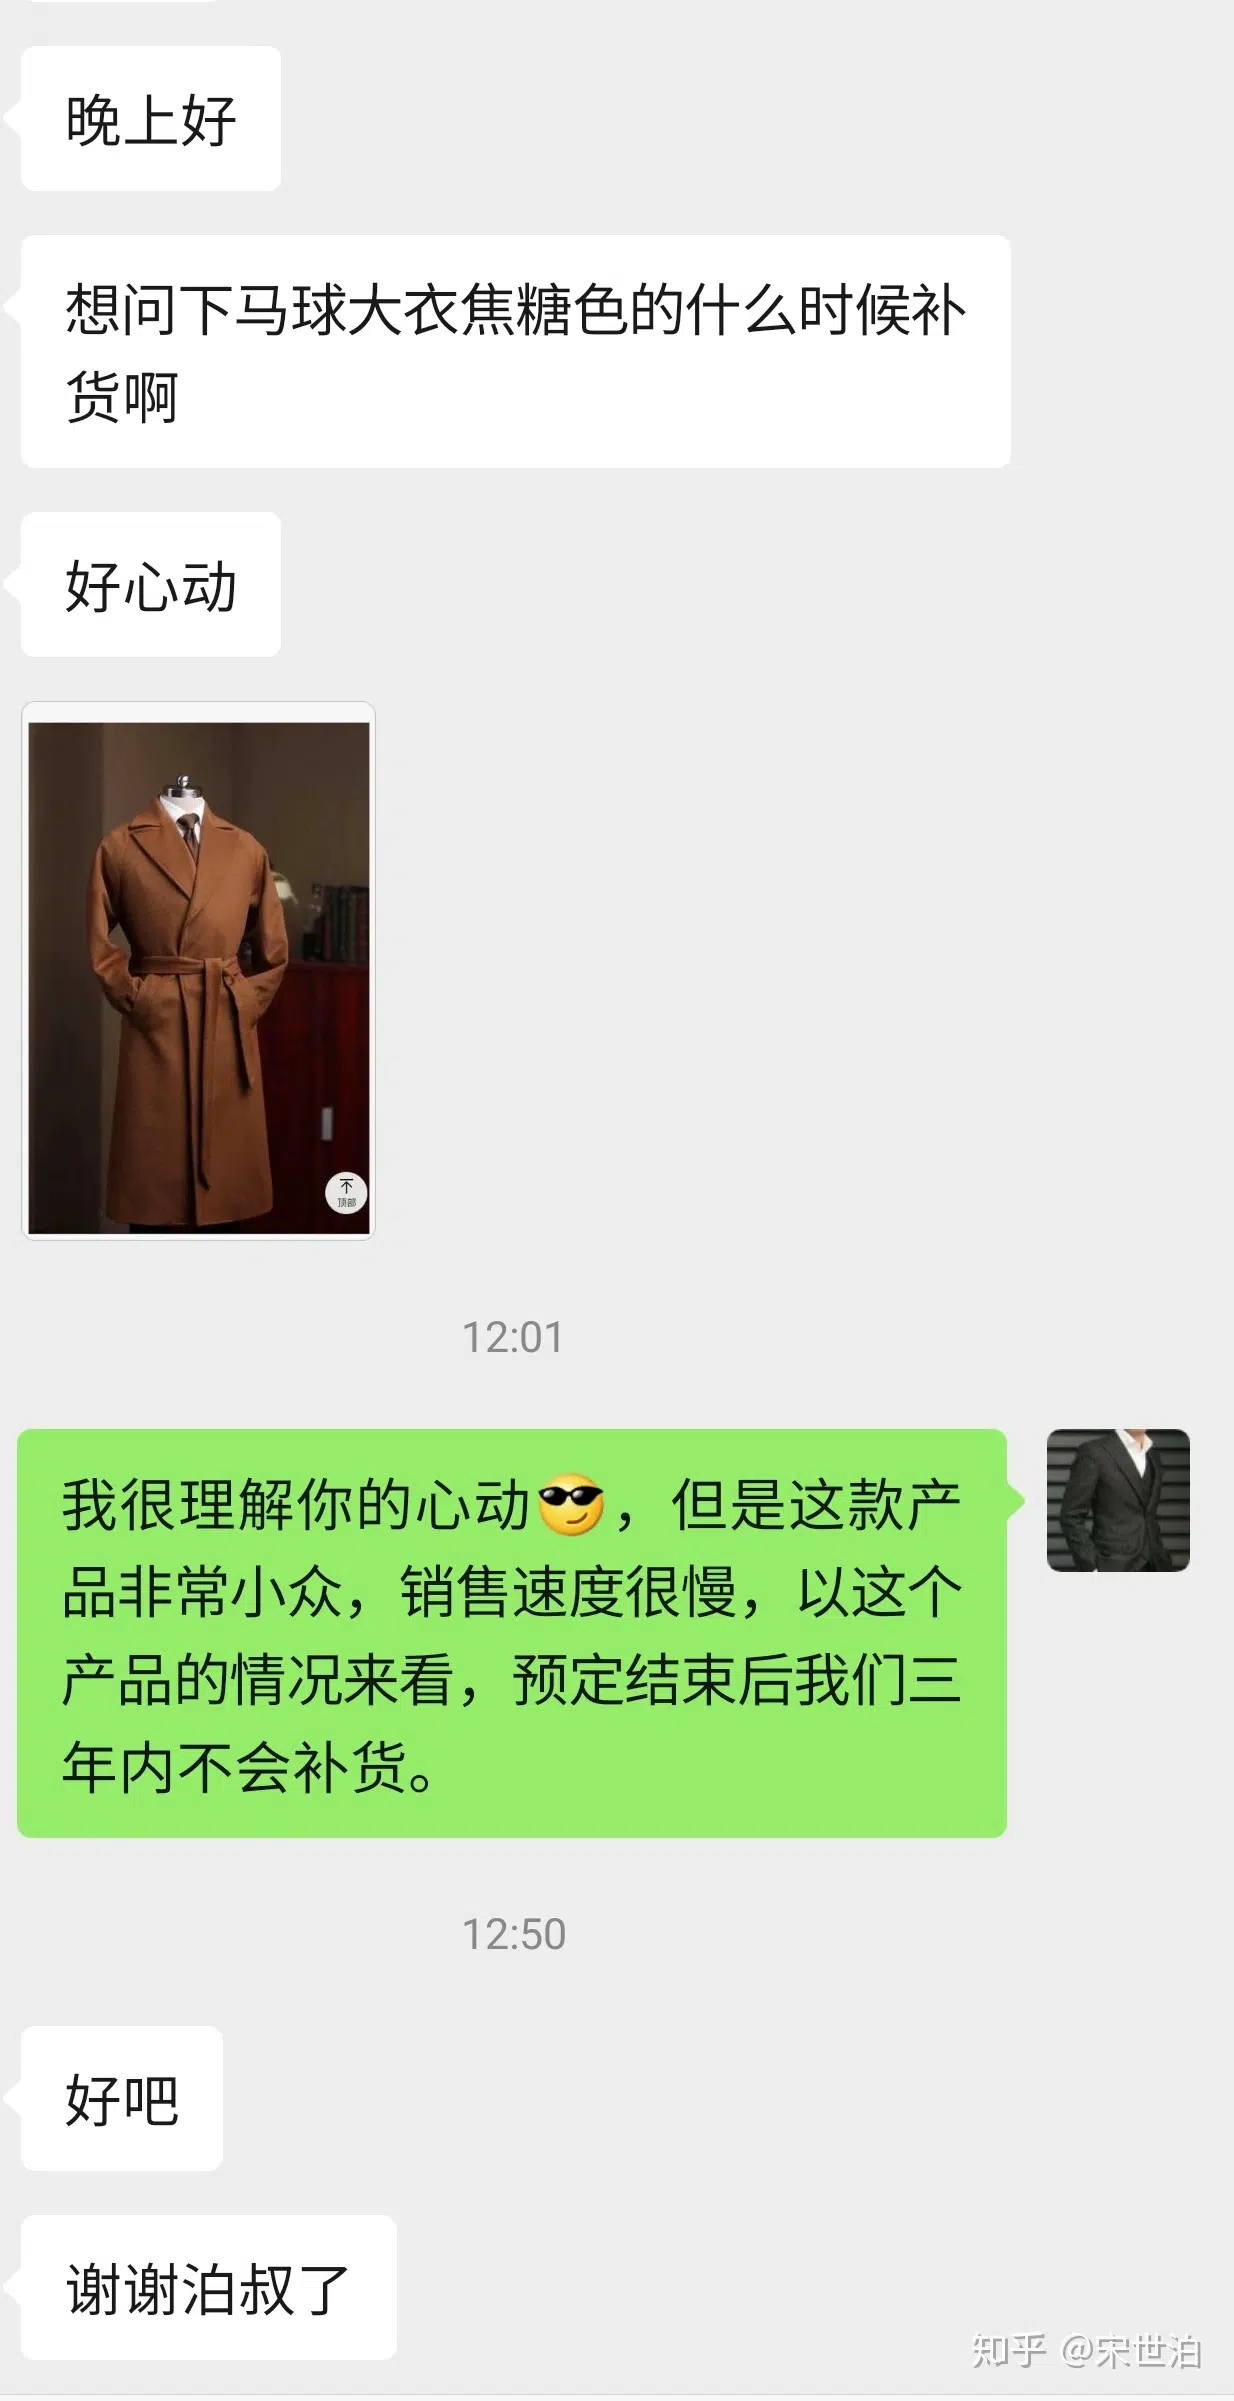 晚上好
想问下马球大衣焦糖色的什么时候补
货啊
好心动
顶部
12:01
我很理解你的心动😎，但是这款产
品非常小众，销售速度很慢，以这个
产品的情况来看，预定结束后我们三
年内不会补货。
12:50
好吧
谢谢泊叔了
知乎 @宋世泊